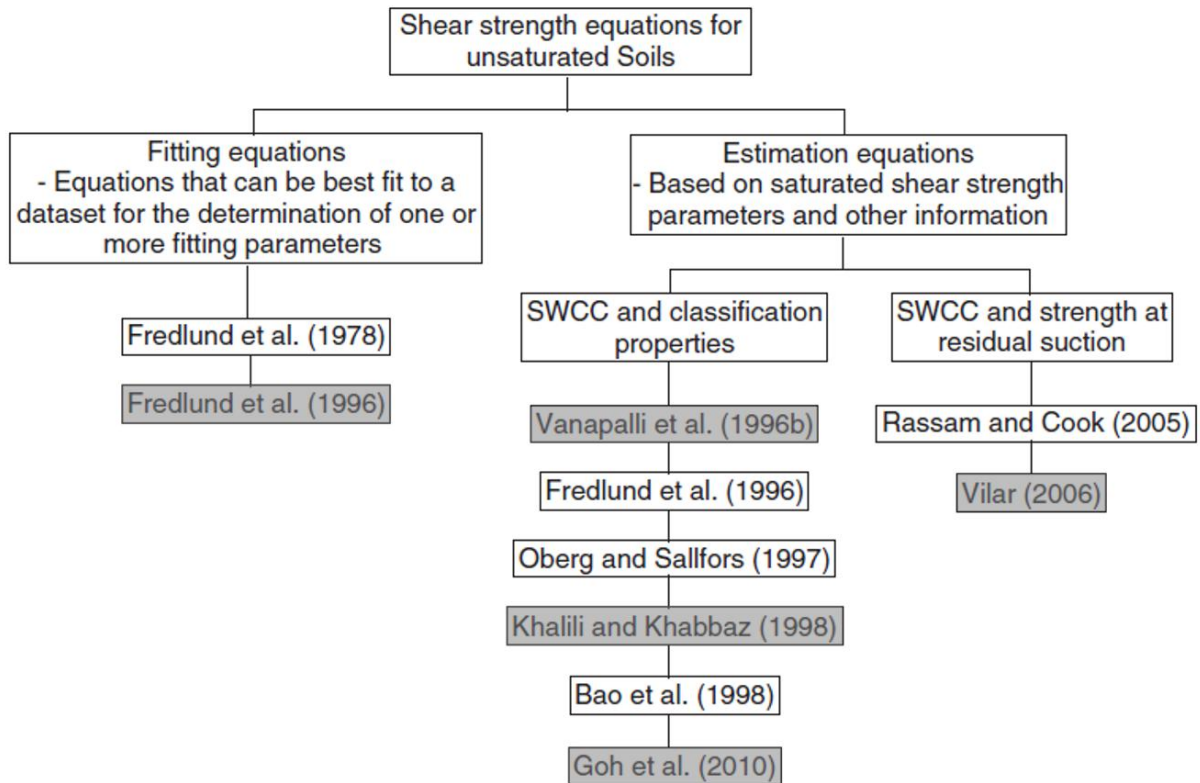 Shear strength equations for
unsaturated Soils
Fitting equations
- Equations that can be best fit to a
dataset for the determination of one or
more fitting parameters
Estimation equations
- Based on saturated shear strength
parameters and other information
Fredlund et al. (1978)
Fredlund et al. (1996)
SWCC and classification
properties
Vanapalli et al. (1996b)
Fredlund et al. (1996)
Oberg and Sallfors (1997)
Khalili and Khabbaz (1998)
Bao et al. (1998)
Goh et al. (2010)
SWCC and strength at
residual suction
Rassam and Cook (2005)
Vilar (2006)